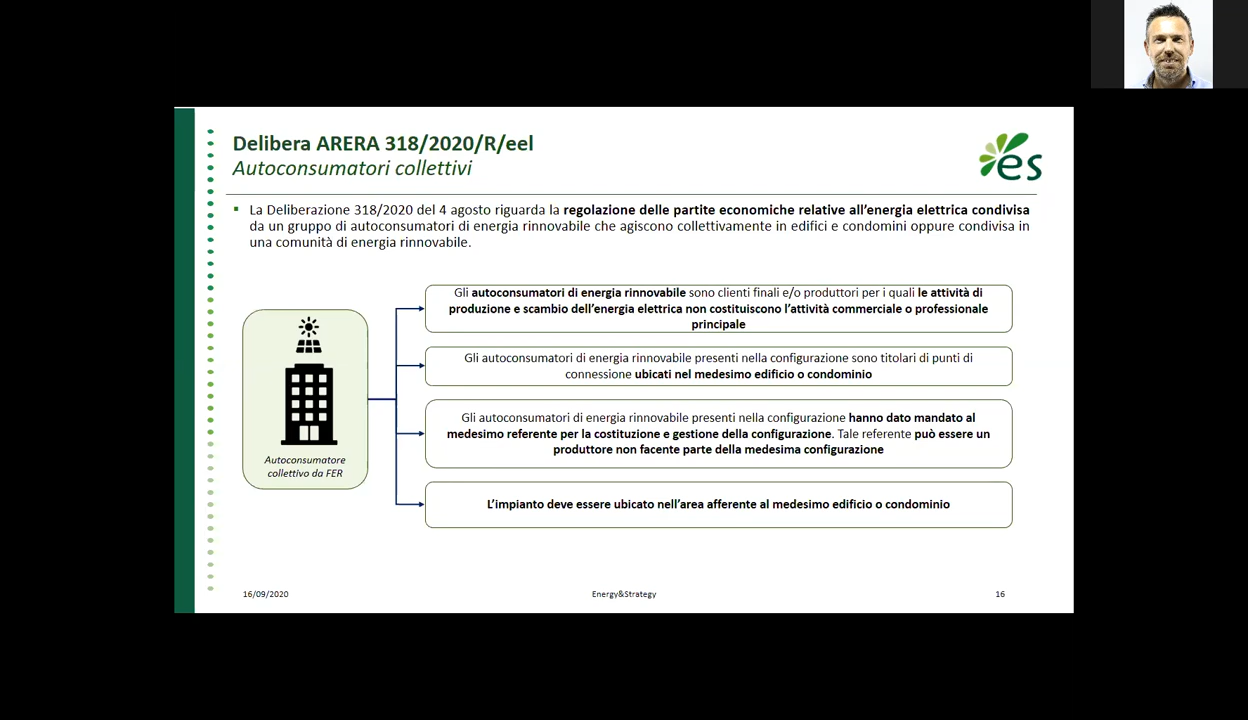 Delibera ARERA 318/2020/R/eel
Autoconsumatori collettivi
es
La Deliberazione 318/2020 del 4 agosto riguarda la regolazione delle partite economiche relative all’energia elettrica condivisa
da un gruppo di autoconsumatori di energia rinnovabile che agiscono collettivamente in edifici e condomini oppure condivisa in
una comunità di energia rinnovabile.
Gli autoconsumatori di energia rinnovabile sono clienti finali e/o produttori per i quali le attività di
produzione e scambio dell’energia elettrica non costituiscono l’attività commerciale o professionale
principale
Gli autoconsumatori di energia rinnovabile presenti nella configurazione sono titolari di punti di
connessione ubicati nel medesimo edificio o condominio
Gli autoconsumatori di energia rinnovabile presenti nella configurazione hanno dato mandato al
medesimo referente per la costituzione e gestione della configurazione. Tale referente può essere un
produttore non facente parte della medesima configurazione
L’impianto deve essere ubicato nell’area afferente al medesimo edificio o condominio
Autoconsumatore
collettivo da FER
16/09/2020
Energy&Strategy
16